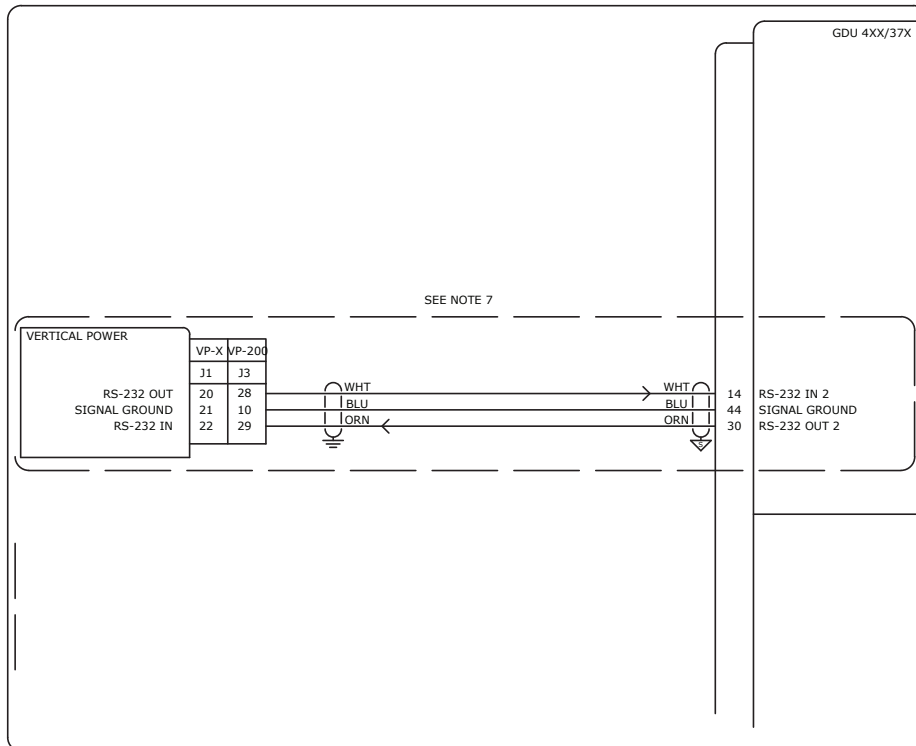 GDU 4XX/37X
SEE NOTE 7
VERTICAL POWER
VP-X VP-200
J1 J3
RS-232 OUT 20 28 WHT WHT 14 RS-232 IN 2
SIGNAL GROUND 21 10 BLU BLU 44 SIGNAL GROUND
RS-232 IN 22 29 ORN ORN 30 RS-232 OUT 2
S